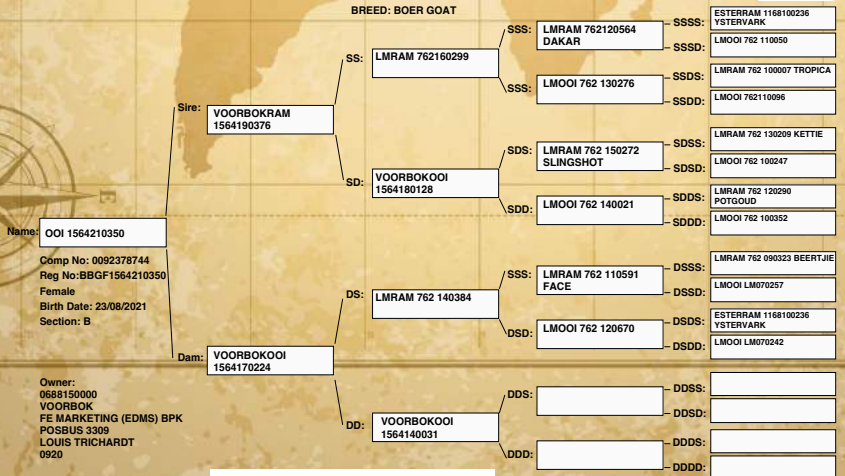 BREED: BOER GOAT
Name:
OOI 1564210350
Comp No: 0092378744
Reg No:BBGF1564210350
Female
Birth Date: 23/08/2021
Section: B
Owner:
0688150000
VOORBOK
FE MARKETING (EDMS) BPK
POSBUS 3309
LOUIS TRICHARDT
0920
Sire:
VOORBOKRAM
1564190376
Dam:
VOORBOKOOI
1564170224
SS:
LMRAM 762160299
SD:
VOORBOKOOI
1564180128
DS:
LMRAM 762 140384
DD:
VOORBOKOOI
1564140031
SSS:
LMRAM 762120564
DAKAR
SSS:
LMOOI 762 130276
SDS:
LMRAM 762 150272
SLINGSHOT
SDD:
LMOOI 762 140021
SSS:
LMRAM 762 110591
FACE
DSD:
LMOOI 762 120670
DDS:
DDD:
SSSS:
ESTERRAM 1168100236
YSTERVARK
SSSD:
LMOOI 762 110050
SSDS:
LMRAM 762 100007 TROPICA
SSDD:
LMOOI 762110096
SDSS:
LMRAM 762 130209 KETTIE
SDSD:
LMOOI 762 100247
SDDS:
LMRAM 762 120290
POTGOUD
SDDD:
LMOOI 762 100352
DSSS:
LMRAM 762 090323 BEERTJIE
DSSD:
LMOOI LM070257
DSDS:
ESTERRAM 1168100236
YSTERVARK
DSDD:
LMOOI LM070242
DDSS:
DDSD:
DDDS:
DDDD:
E